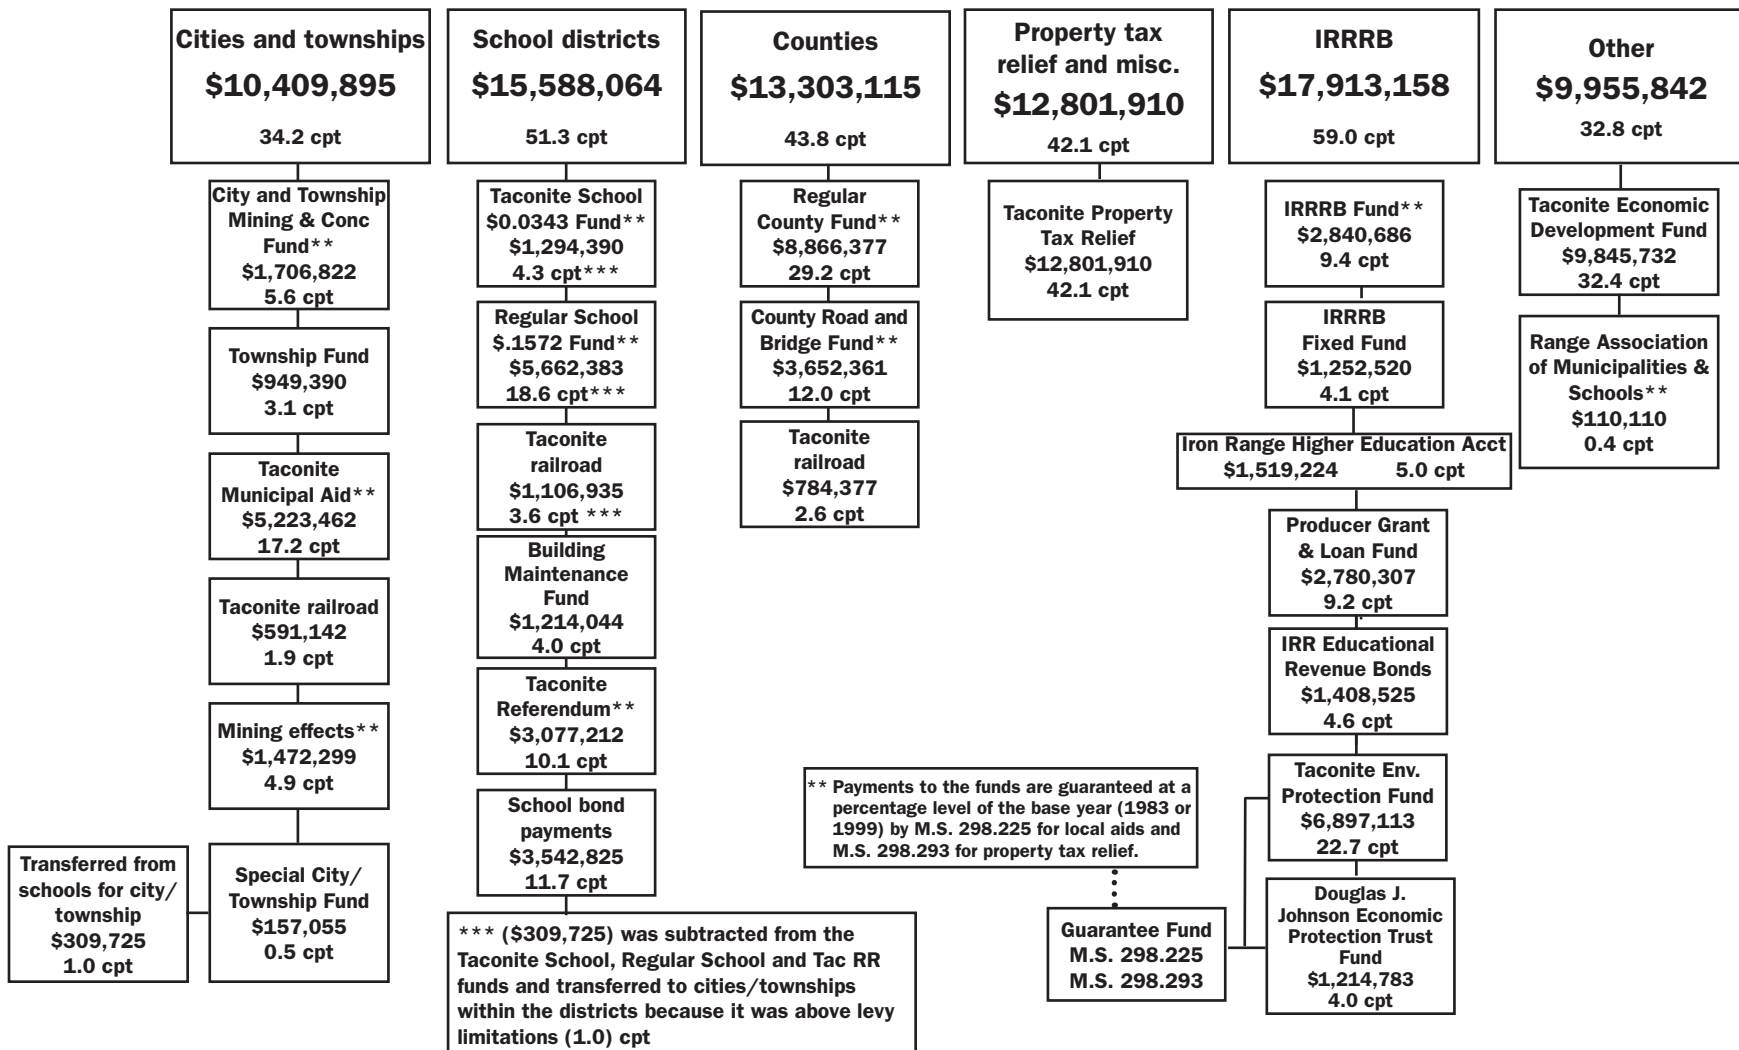 Cities and townships
$10,409,895
34.2 cpt
City and Township
Mining & Conc
Fund**
$1,706,822
5.6 cpt
Township Fund
$949,390
3.1 cpt
Taconite
Municipal Aid**
$5,223,462
17.2 cpt
Taconite railroad
$591,142
1.9 cpt
Mining effects**
$1,472,299
4.9 cpt
Special City/
Township Fund
$157,055
0.5 cpt
Transferred from
schools for city/
township
$309,725
1.0 cpt
School districts
$15,588,064
51.3 cpt
Taconite School
$0.0343 Fund**
$1,294,390
4.3 cpt***
Regular School
$.1572 Fund**
$5,662,383
18.6 cpt***
Taconite
railroad
$1,106,935
3.6 cpt ***
Building
Maintenance
Fund
$1,214,044
4.0 cpt
Taconite
Referendum**
$3,077,212
10.1 cpt
School bond
payments
$3,542,825
11.7 cpt
*** ($309,725) was subtracted from the
Taconite School, Regular School and Tac RR
funds and transferred to cities/townships
within the districts because it was above levy
limitations (1.0) cpt
Counties
$13,303,115
43.8 cpt
Regular
County Fund**
$8,866,377
29.2 cpt
County Road and
Bridge Fund**
$3,652,361
12.0 cpt
Taconite
railroad
$784,377
2.6 cpt
Property tax
relief and misc.
$12,801,910
42.1 cpt
Taconite Property
Tax Relief
$12,801,910
42.1 cpt
IRRRB
$17,913,158
59.0 cpt
IRRRB Fund**
$2,840,686
9.4 cpt
IRRRB
Fixed Fund
$1,252,520
4.1 cpt
Iron Range Higher Education Acct
$1,519,224 5.0 cpt
Producer Grant
& Loan Fund
$2,780,307
9.2 cpt
IRR Educational
Revenue Bonds
$1,408,525
4.6 cpt
Taconite Env.
Protection Fund
$6,897,113
22.7 cpt
Douglas J.
Johnson Economic
Protection Trust
Fund
$1,214,783
4.0 cpt
** Payments to the funds are guaranteed at a
percentage level of the base year (1983 or
1999) by M.S. 298.225 for local aids and
M.S. 298.293 for property tax relief.
Guarantee Fund
M.S. 298.225
M.S. 298.293
Other
$9,955,842
32.8 cpt
Taconite Economic
Development Fund
$9,845,732
32.4 cpt
Range Association
of Municipalities &
Schools**
$110,110
0.4 cpt